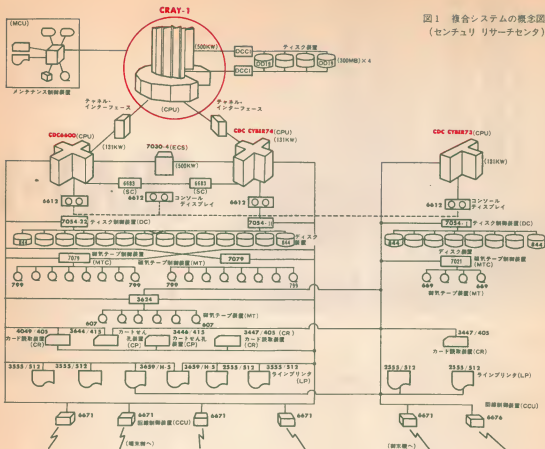 図1 複合システムの概念図
(センチュリ リサーチセンタ)
CRAY-1
(MCU)
メンテナンス制御装置
(500KW)
(CPU)
DCC1
DCC1
ディスク装置
DD19
DD19
(300MB)×4
チャネル・
インターフェース
チャネル・
インターフェース
CDC6600(CPU)
(131KW)
7030-4(ECS)
(500KW)
CDC CYBER74(CPU)
(131KW)
CDC CYBER73(CPU)
(131KW)
6683
(SC)
6683
(SC)
6612
6612
コンソール
ディスプレイ
6612
6612
コンソール
ディスプレイ
7054-32
ディスク制御装置(DC)
7054-
7054-
ディスク制御装置(DC)
844
844
ディスク
装置
844
ディスク装置
844
7079
(MTC)
磁気テープ制御装置(MT)
7079
799
磁気テープ装置(MT)
799
799
799
7021
(MTC)
磁気テープ制御装置
669
669
磁気テープ装置(MT)
3624
607
607
磁気テープ装置(MT)
4049/405
カード読取装置
(CR)
3644/415
カードせん
孔装置
(CP)
3446/415
カードせん孔
装置(CP)
3447/405(CR)
カード読取装置
(CR)
3447/405
カード読取装置
(CR)
3555/512
3555/512
3659/N-5
3659/N-5
2555/512
3555/512
ラインプリンタ(LP)
2555/512
2555/512
ラインプリンタ(LP)
6671
6671
回線制御装置(CCU)
6671
6671
(端末機へ)
回線制御装置(CCU)
6671
6676
(端末機へ)